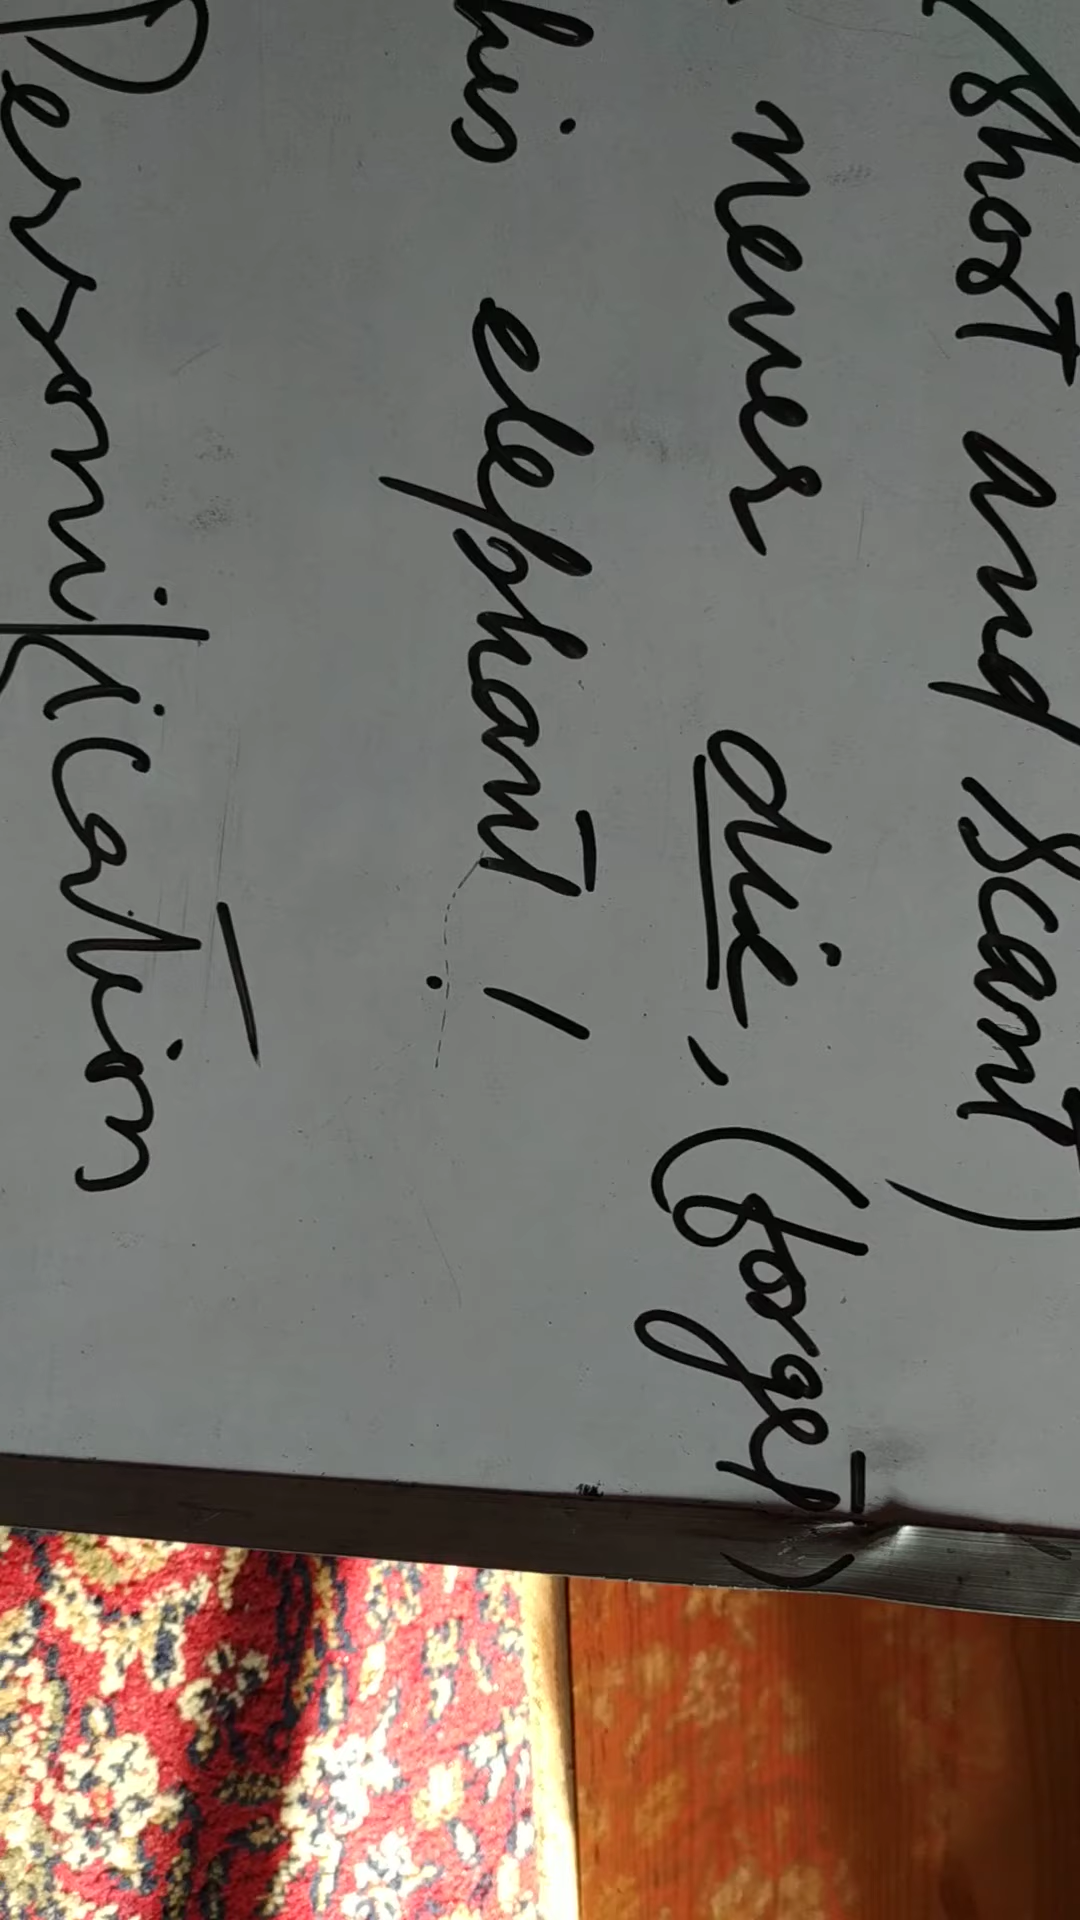 short and scant)
never die, (forget)
his elephant!
Personification